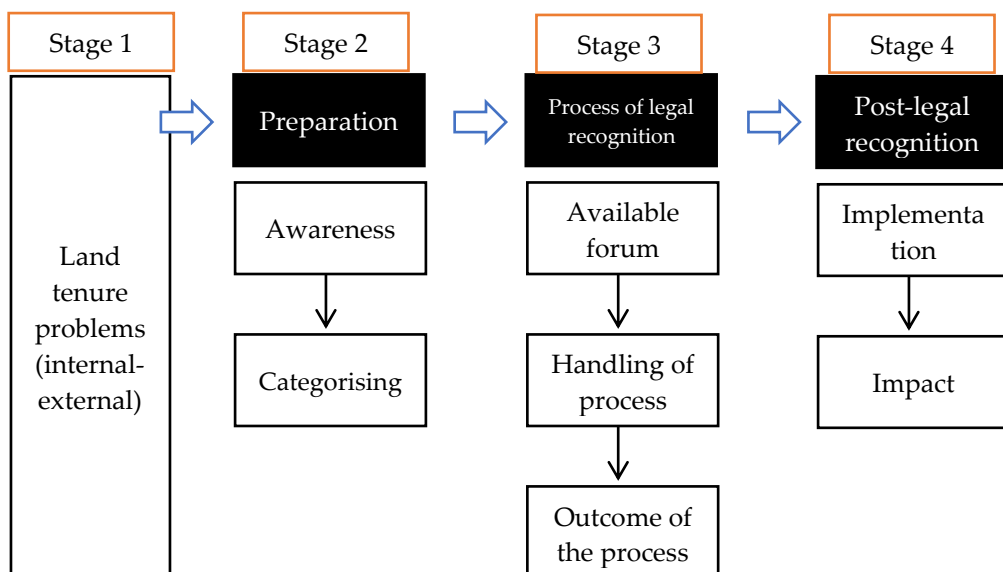 Stage 1
Stage 2
Stage 3
Stage 4
Land
tenure
problems
(internal-
external)
Preparation
Awareness
Categorising
Process of legal
recognition
Available
forum
Handling of
process
Outcome of
the process
Post-legal
recognition
Implementa
tion
Impact